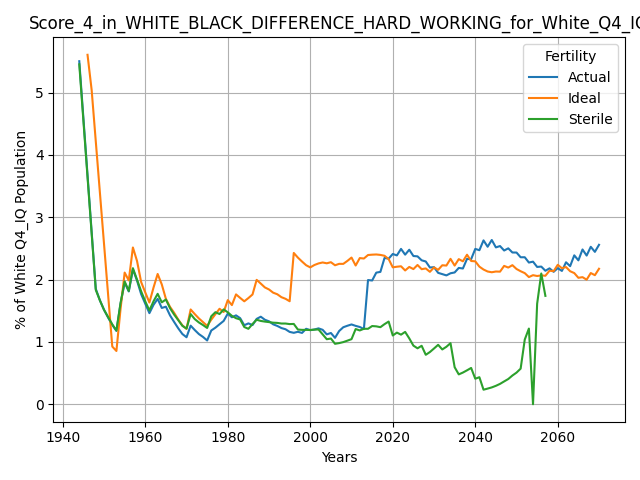 Score_4_in_WHITE_BLACK_DIFFERENCE_HARD_WORKING_for_White_Q4_IQ
Fertility
Actual
Ideal
Sterile
% of White Q4_IQ Population
5
4
3
2
1
0
1940 1960 1980 2000 2020 2040 2060
Years